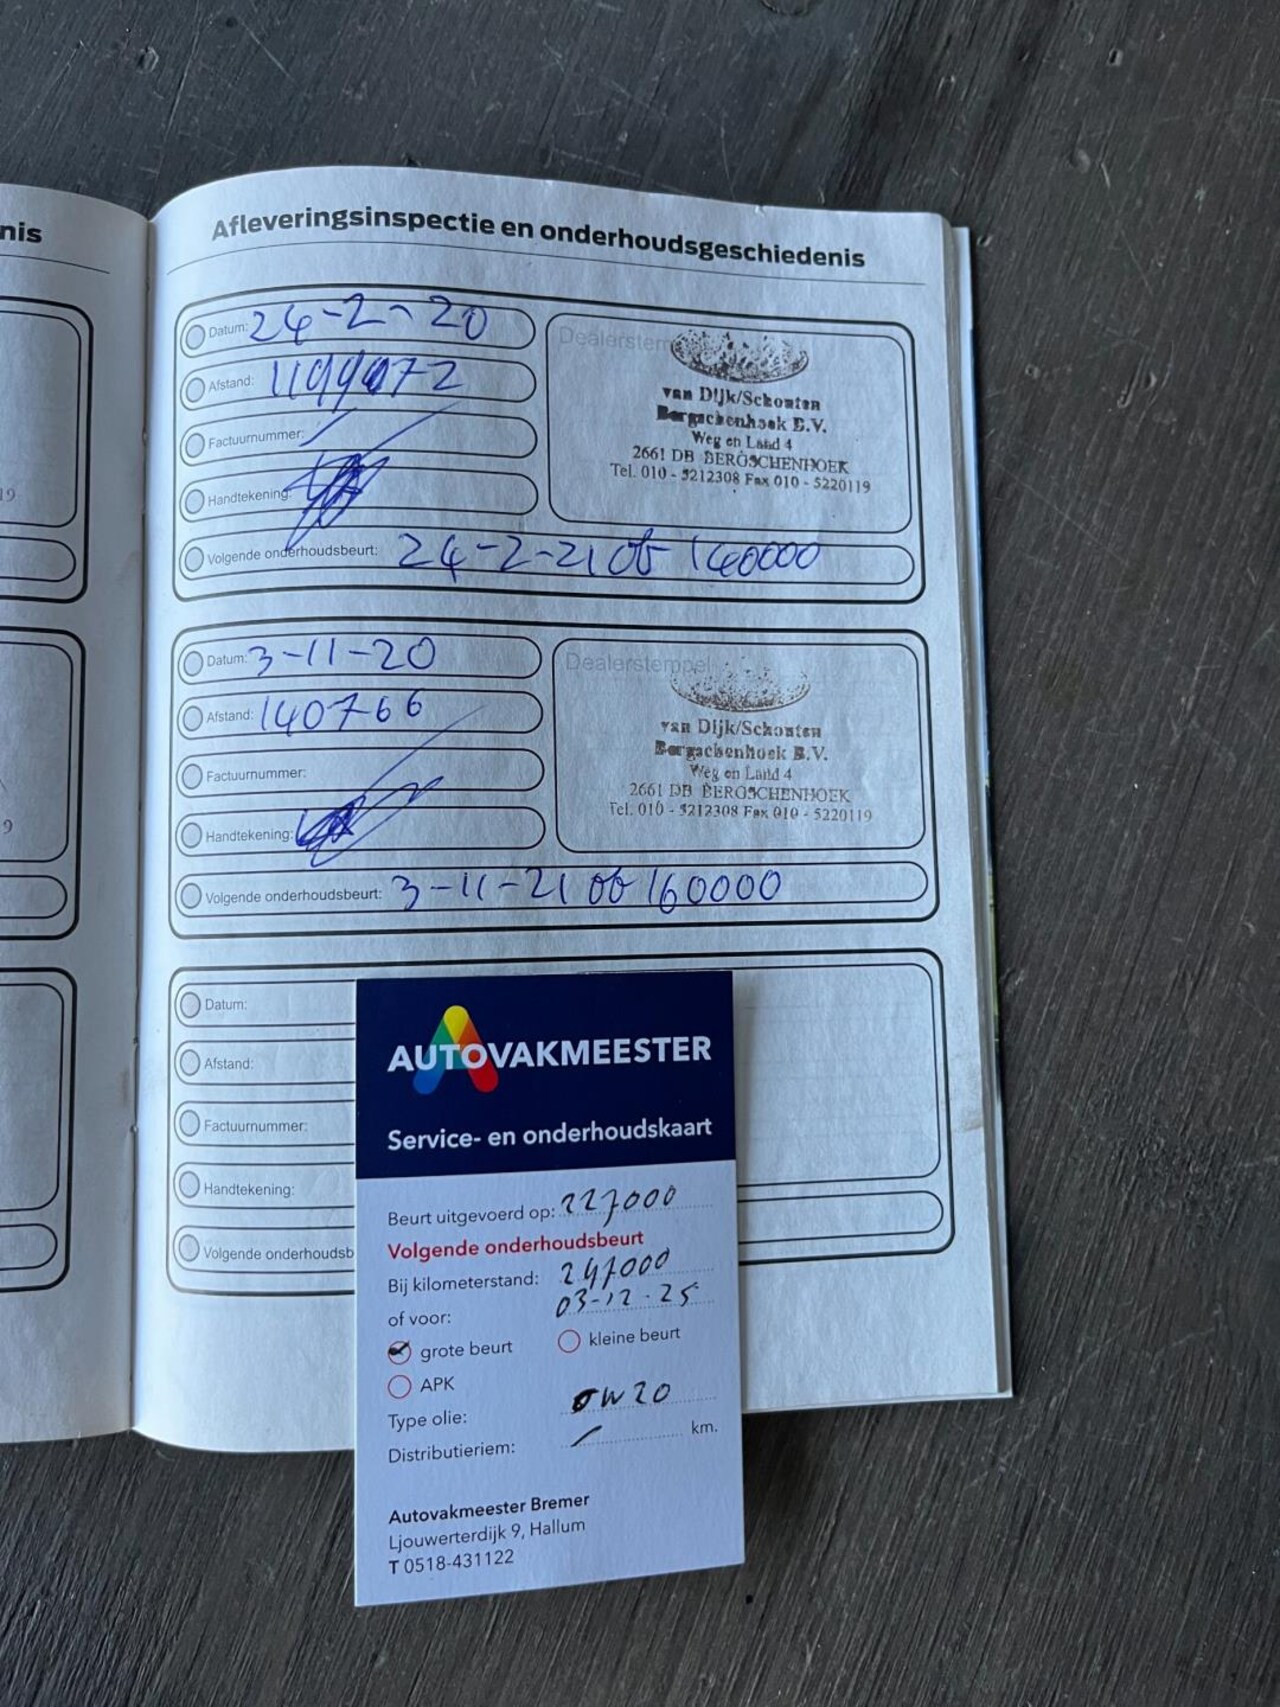 nis
Afleveringsinspectie en onderhoudsgeschiedenis
Datum: 24-2-20
Afstand:
Factuurnummer:
Handtekening:
Volgende onderhoudsbeurt: 24-2-21 of 140000
Dealerstem
van Dijk/Schouten
Bergschenhoek B.V.
Weg en Land 4
2661 DB BERGSCHENHOEK
Tel. 010 - 5212308 Fax 010 - 5220119
19
Datum: 3-11-20
Afstand: 140766
Factuurnummer:
Handtekening:
Volgende onderhoudsbeurt: 3-11-21 of 160000
Dealerstempel
van Dijk/Schouten
Bergschenhoek B.V.
Weg en Land 4
2661 DB BERGSCHENHOEK
Tel. 010 - 5212308 Fax 010 - 5220119
9
Datum:
Afstand:
Factuurnummer:
Handtekening:
Volgende onderhoudsb
AUTOVAKMEESTER
Service- en onderhoudskaart
Beurt uitgevoerd op: 227000
Volgende onderhoudsbeurt
Bij kilometerstand: 247000
of voor: 03-12-25
grote beurt kleine beurt
APK
Type olie: 0W20
Distributieriem: km.
Autovakmeester Bremer
Ljouwerterdijk 9, Hallum
T 0518-431122